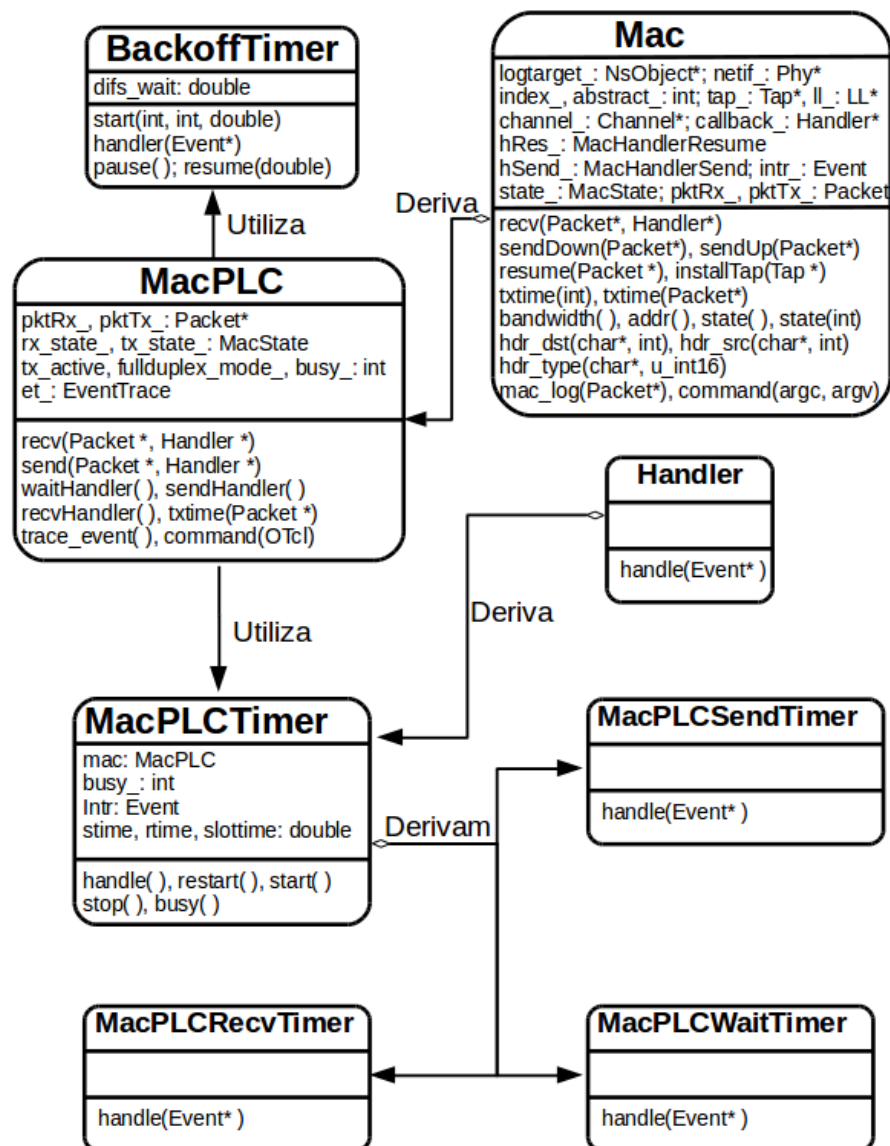 BackoffTimer
difs_wait: double
start(int, int, double)
handler(Event*)
pause( ); resume(double)
Mac
logtarget_: NsObject*; netif_: Phy*
index_, abstract_: int; tap_: Tap*, ll_: LL*
channel_: Channel*; callback_: Handler*
hRes_: MacHandlerResume
hSend_: MacHandlerSend; intr_: Event
state_: MacState; pktRx_, pktTx_: Packet
recv(Packet*, Handler*)
sendDown(Packet*), sendUp(Packet*)
resume(Packet *), installTap(Tap *)
txtime(int), txtime(Packet*)
bandwidth( ), addr( ), state( ), state(int)
hdr_dst(char*, int), hdr_src(char*, int)
hdr_type(char*, u_int16)
mac_log(Packet*), command(argc, argv)
Deriva
Utiliza
MacPLC
pktRx_, pktTx_: Packet*
rx_state_, tx_state_: MacState
tx_active, fullduplex_mode_, busy_: int
et_: EventTrace
recv(Packet *, Handler *)
send(Packet *, Handler *)
waitHandler( ), sendHandler( )
recvHandler( ), txtime(Packet *)
trace_event( ), command(OTcl)
Handler
handle(Event* )
Deriva
Utiliza
MacPLCTimer
mac: MacPLC
busy_: int
Intr: Event
stime, rtime, slottime: double
handle( ), restart( ), start( )
stop( ), busy( )
Derivam
MacPLCSendTimer
handle(Event* )
MacPLCRecvTimer
handle(Event* )
MacPLCWaitTimer
handle(Event* )